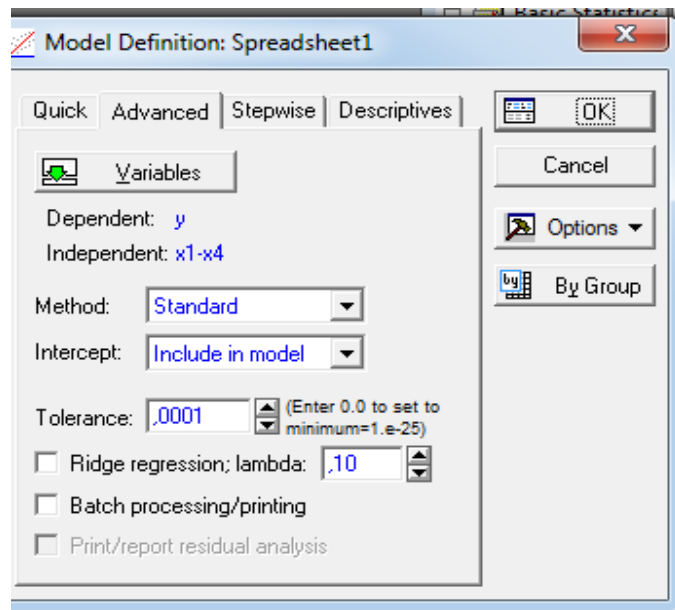 Basic Statistics
Model Definition: Spreadsheet1
Quick Advanced Stepwise Descriptives
OK
Variables
Cancel
Dependent: y
Options
Independent: x1-x4
by By Group
Method: Standard
Intercept: Include in model
Tolerance: ,0001 (Enter 0.0 to set to
minimum=1.e-25)
Ridge regression; lambda: ,10
Batch processing/printing
Print/report residual analysis